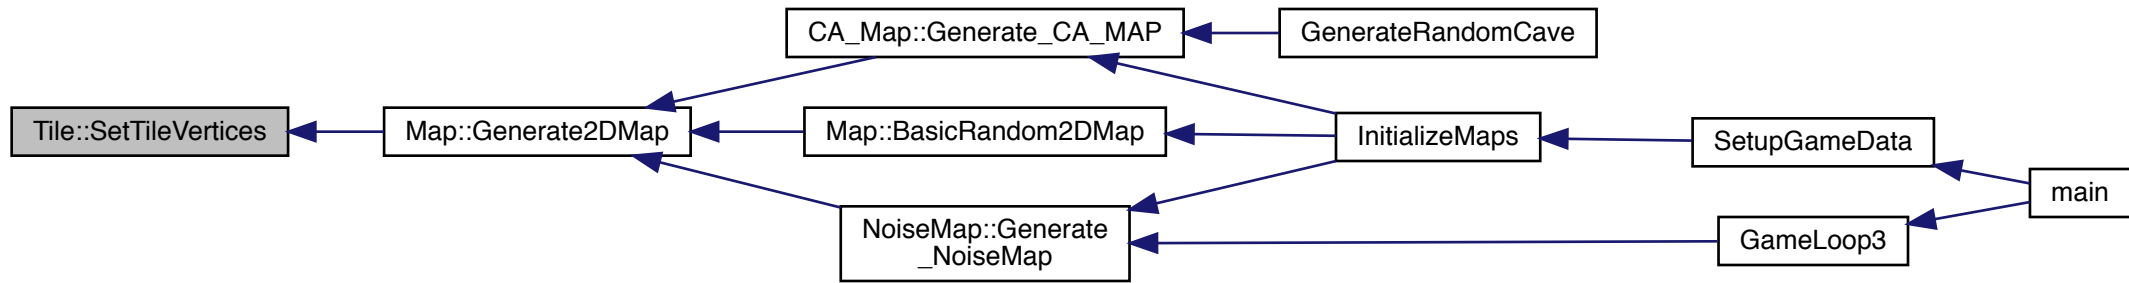 CA_Map::Generate_CA_MAP
GenerateRandomCave
Tile::SetTileVertices
Map::Generate2DMap
Map::BasicRandom2DMap
InitializeMaps
SetupGameData
main
NoiseMap::Generate
_NoiseMap
GameLoop3